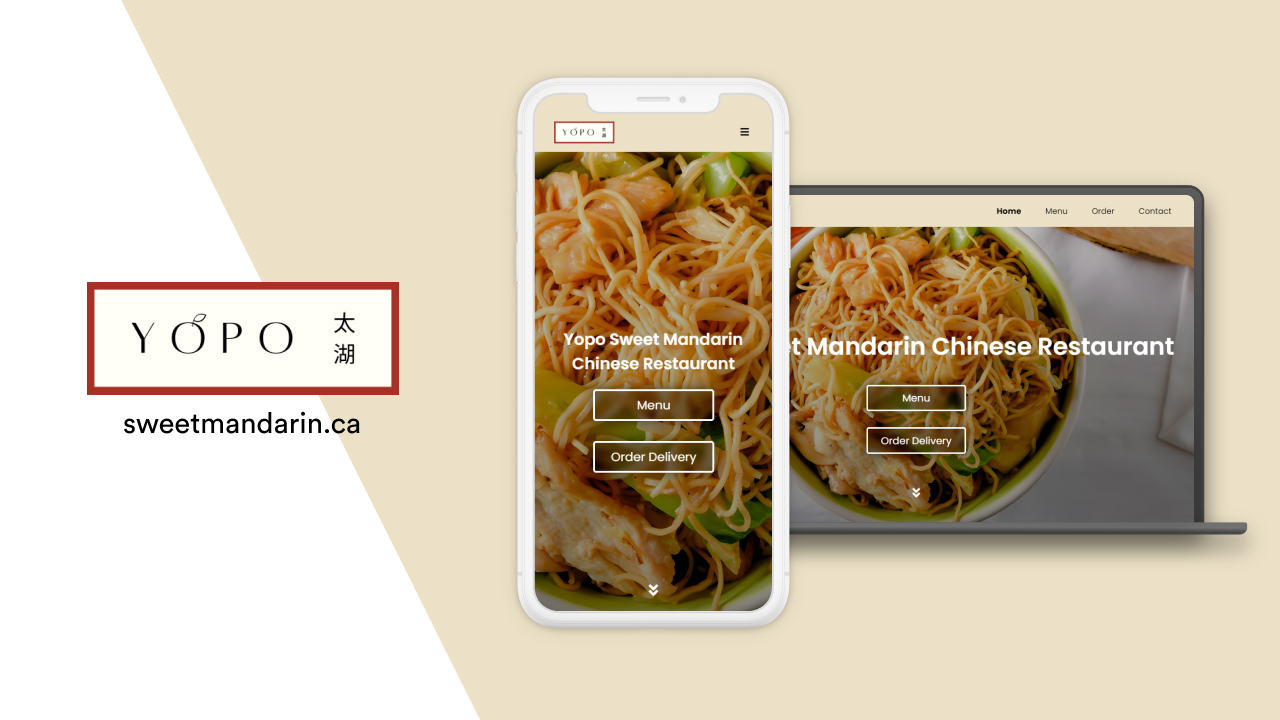 YOPO
太
湖
sweetmandarin.ca
YOPO 太湖
Yopo Sweet Mandarin
Chinese Restaurant
Menu
Order Delivery
Home Menu Order Contact
t Mandarin Chinese Restaurant
Menu
Order Delivery